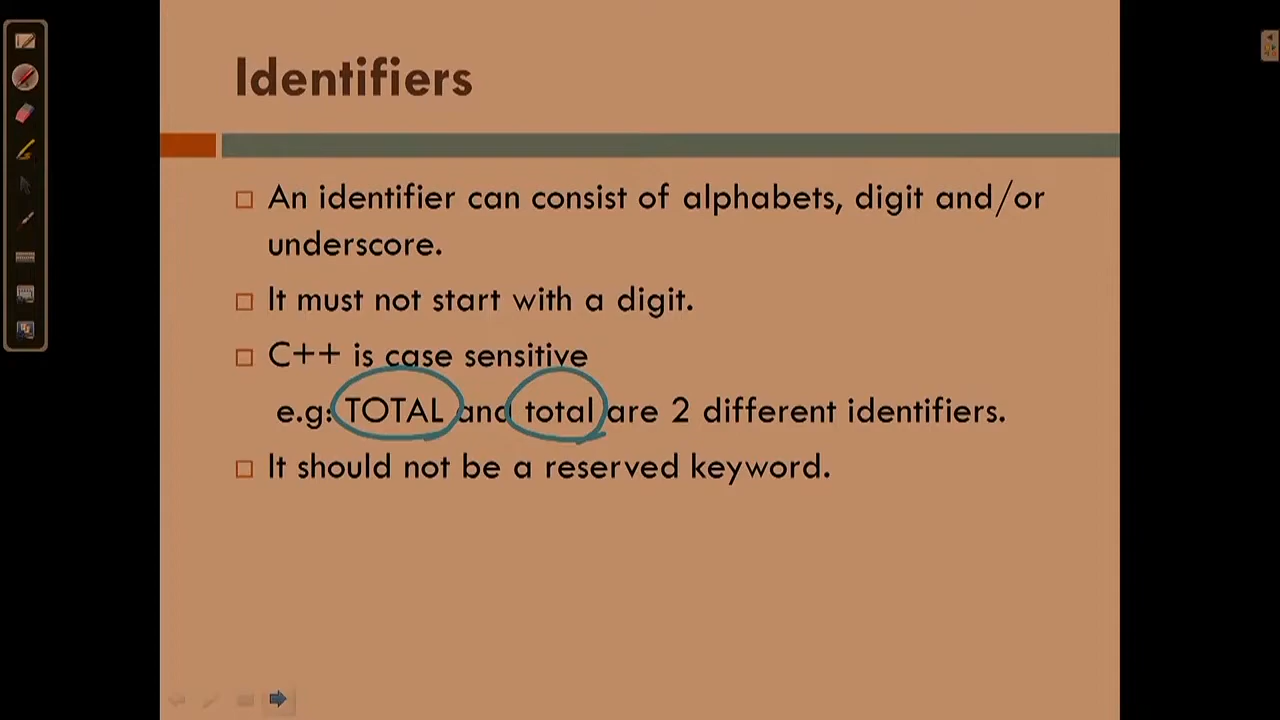 Identifiers
An identifier can consist of alphabets, digit and/or
underscore.
It must not start with a digit.
C++ is case sensitive
e.g: TOTAL and total are 2 different identifiers.
It should not be a reserved keyword.